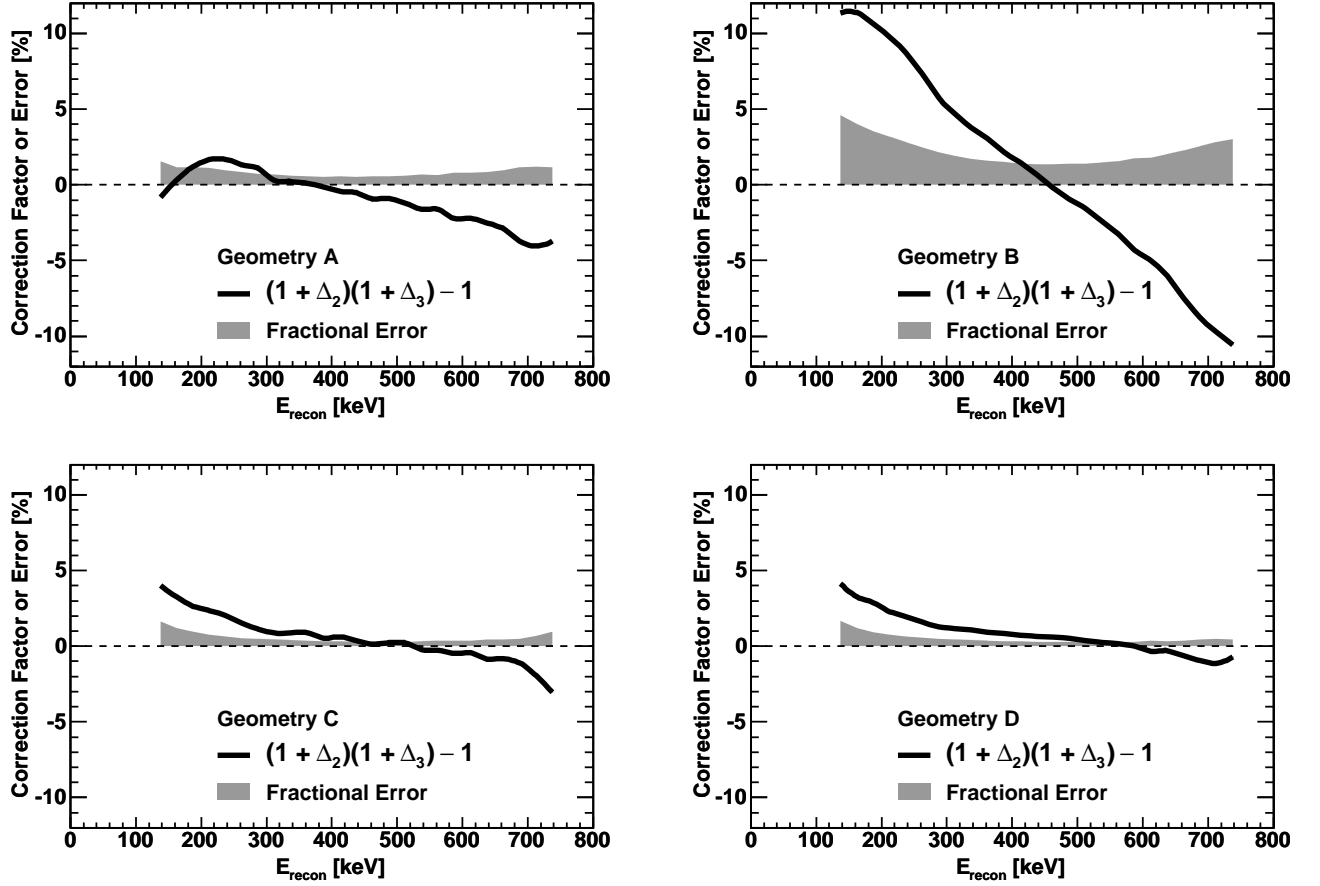 Correction Factor or Error [%]
10
5
0
-5
-10
Geometry A
(1 + Δ₂)(1 + Δ₃) − 1
Fractional Error
0 100 200 300 400 500 600 700 800
E_recon [keV]
Correction Factor or Error [%]
10
5
0
-5
-10
Geometry B
(1 + Δ₂)(1 + Δ₃) − 1
Fractional Error
0 100 200 300 400 500 600 700 800
E_recon [keV]
Correction Factor or Error [%]
10
5
0
-5
-10
Geometry C
(1 + Δ₂)(1 + Δ₃) − 1
Fractional Error
0 100 200 300 400 500 600 700 800
E_recon [keV]
Correction Factor or Error [%]
10
5
0
-5
-10
Geometry D
(1 + Δ₂)(1 + Δ₃) − 1
Fractional Error
0 100 200 300 400 500 600 700 800
E_recon [keV]